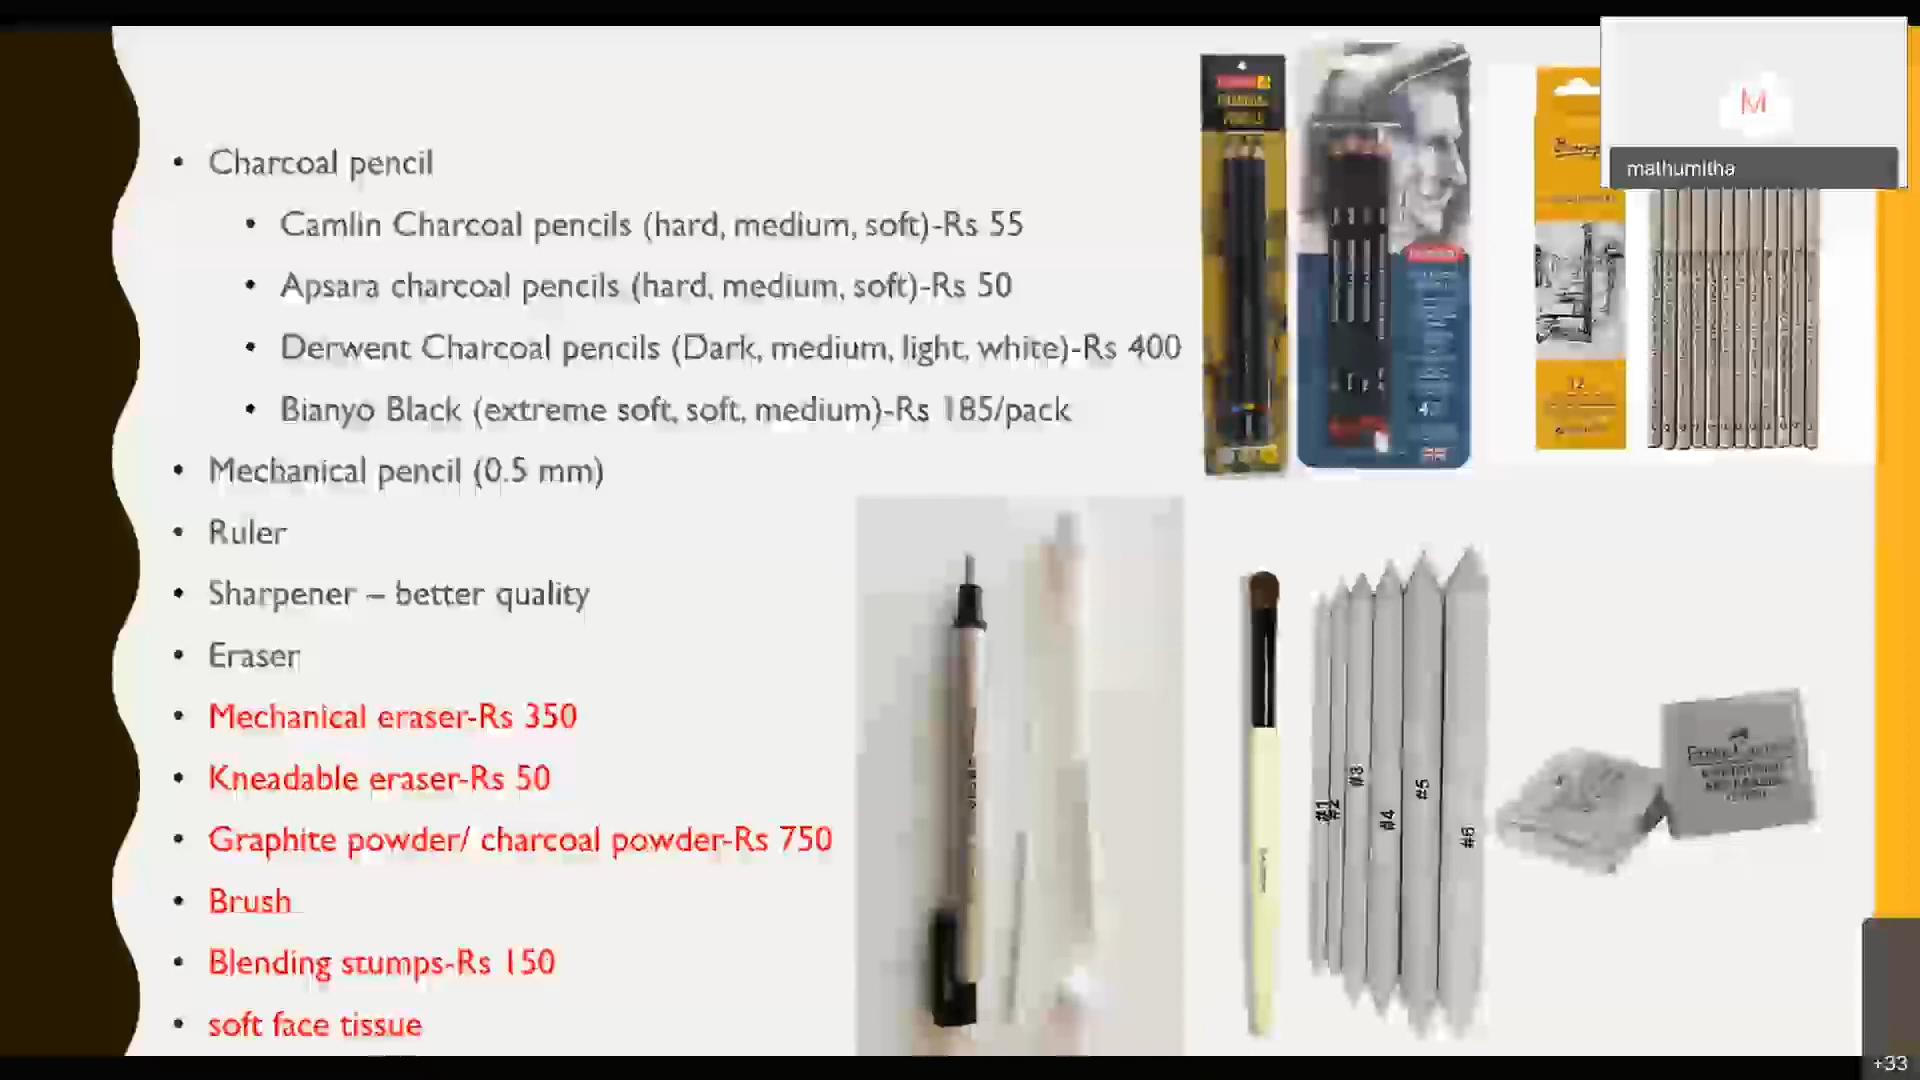 Charcoal pencil
Camlin Charcoal pencils (hard, medium, soft)-Rs 55
Apsara charcoal pencils (hard, medium, soft)-Rs 50
Derwent Charcoal pencils (Dark, medium, light, white)-Rs 400
Bianyo Black (extreme soft, soft, medium)-Rs 185/pack
Mechanical pencil (0.5 mm)
Ruler
Sharpener – better quality
Eraser
Mechanical eraser-Rs 350
Kneadable eraser-Rs 50
Graphite powder/ charcoal powder-Rs 750
Brush
Blending stumps-Rs 150
soft face tissue
M
mathumitha
12
#1
#2
#3
#4
#5
#6
+33